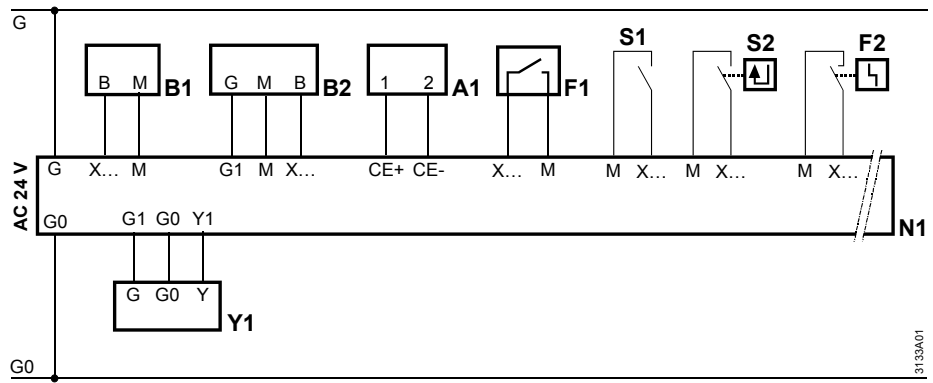 G
S1
S2
F2
B M
B1
G M B
B2
1 2
A1
F1
AC 24 V
G X... M G1 M X... CE+ CE- X... M M X... M X... M X...
G0 G1 G0 Y1
N1
G G0 Y
Y1
G0
3133A01